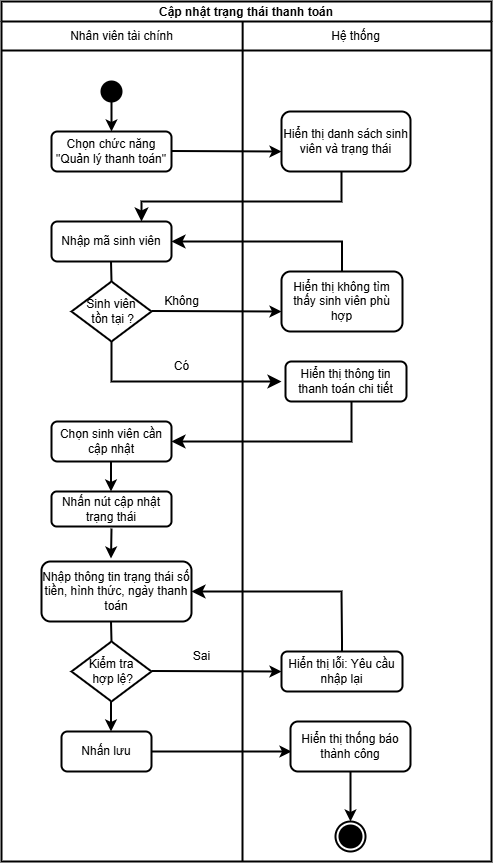 Cập nhật trạng thái thanh toán
Nhân viên tài chính
Hệ thống
Chọn chức năng
"Quản lý thanh toán"
Hiển thị danh sách sinh
viên và trạng thái
Nhập mã sinh viên
Sinh viên
tồn tại ?
Không
Hiển thị không tìm
thấy sinh viên phù
hợp
Có
Hiển thị thông tin
thanh toán chi tiết
Chọn sinh viên cần
cập nhật
Nhấn nút cập nhật
trạng thái
Nhập thông tin trạng thái số
tiền, hình thức, ngày thanh
toán
Kiểm tra
hợp lệ?
Sai
Hiển thị lỗi: Yêu cầu
nhập lại
Nhấn lưu
Hiển thị thống báo
thành công